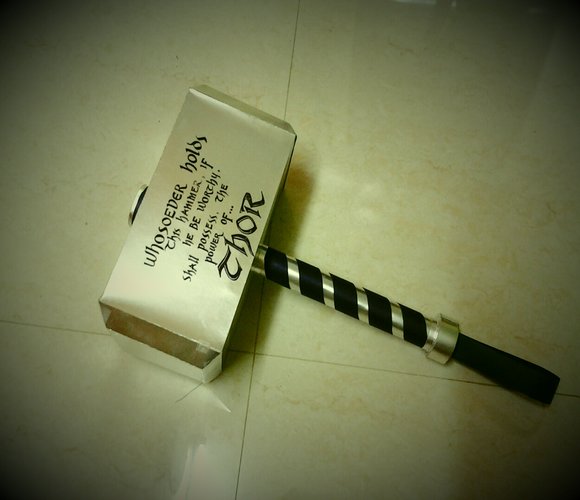 WHOSOEVER HOLDS
THIS HAMMER, IF
HE BE WORTHY,
SHALL POSSESS THE
POWER OF...
THOR